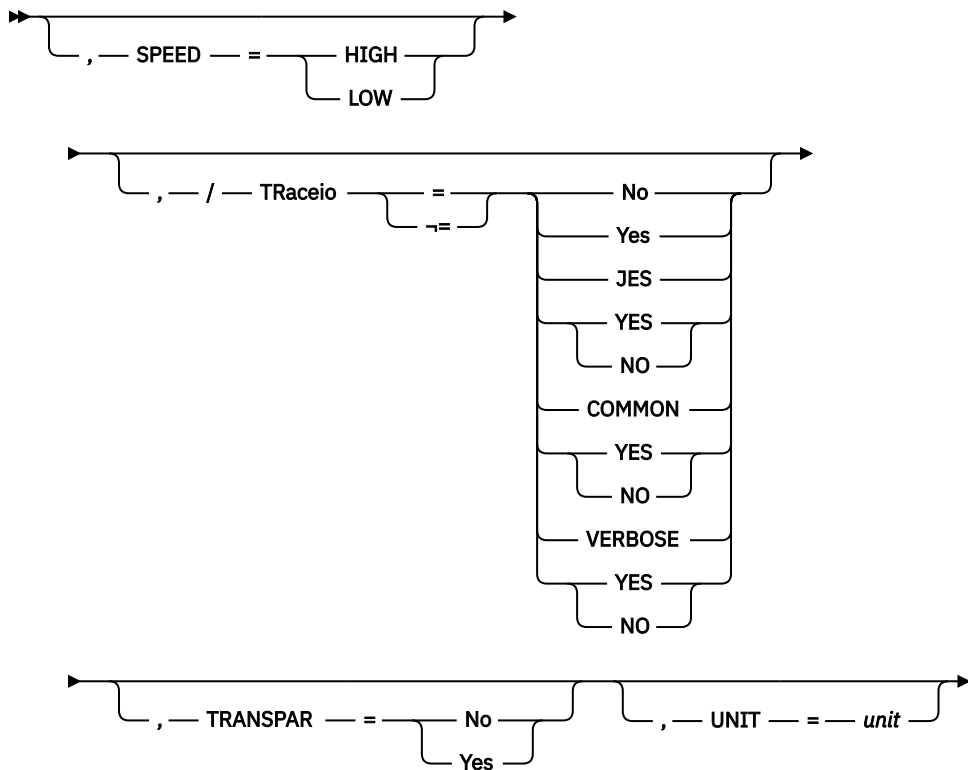 , SPEED = HIGH
LOW
, / TRaceio = No
¬=
Yes
JES
YES
NO
COMMON
YES
NO
VERBOSE
YES
NO
, TRANSPAR = No , UNIT = unit
Yes